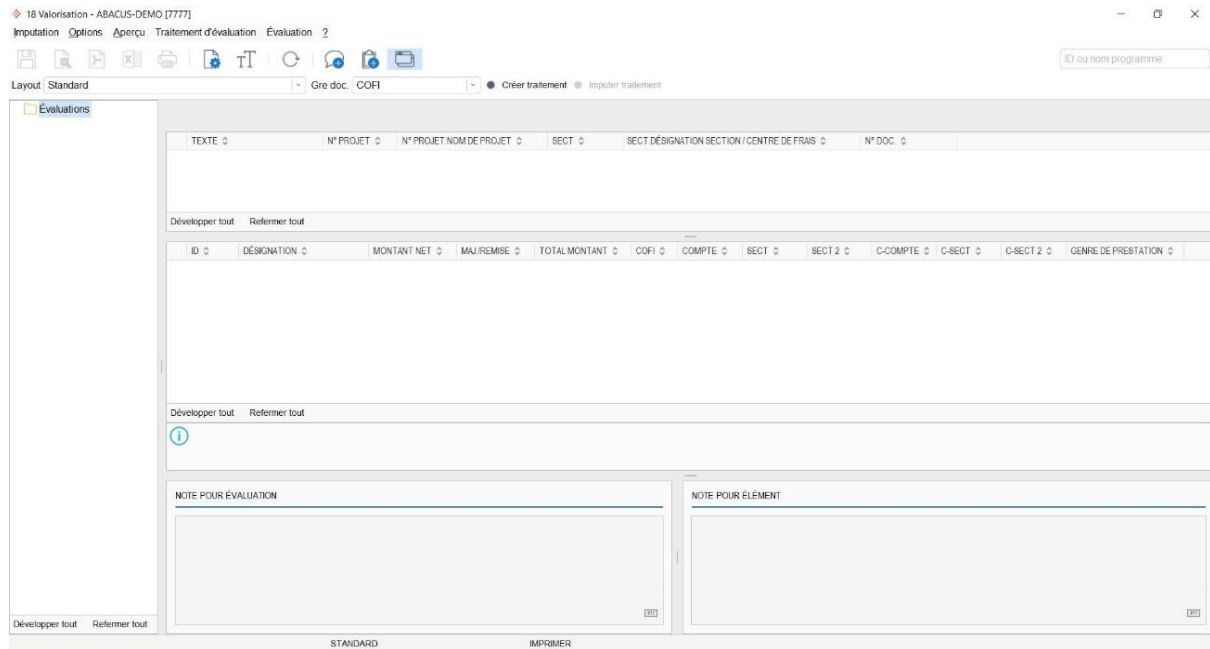 18 Valorisation - ABACUS-DEMO [7777]
Imputation Options Aperçu Traitement d'évaluation Évaluation ?
ID ou nom programme
Layout Standard Gre doc. COFI Créer traitement Imputer traitement
Évaluations
TEXTE N° PROJET N° PROJET.NOM DE PROJET SECT SECT.DÉSIGNATION SECTION / CENTRE DE FRAIS N° DOC.
Développer tout Refermer tout
ID DÉSIGNATION MONTANT NET MAJ./REMISE TOTAL MONTANT COFI COMPTE SECT SECT 2 C-COMPTE C-SECT C-SECT 2 GENRE DE PRESTATION
Développer tout Refermer tout
NOTE POUR ÉVALUATION NOTE POUR ÉLÉMENT
Développer tout Refermer tout
STANDARD IMPRIMER